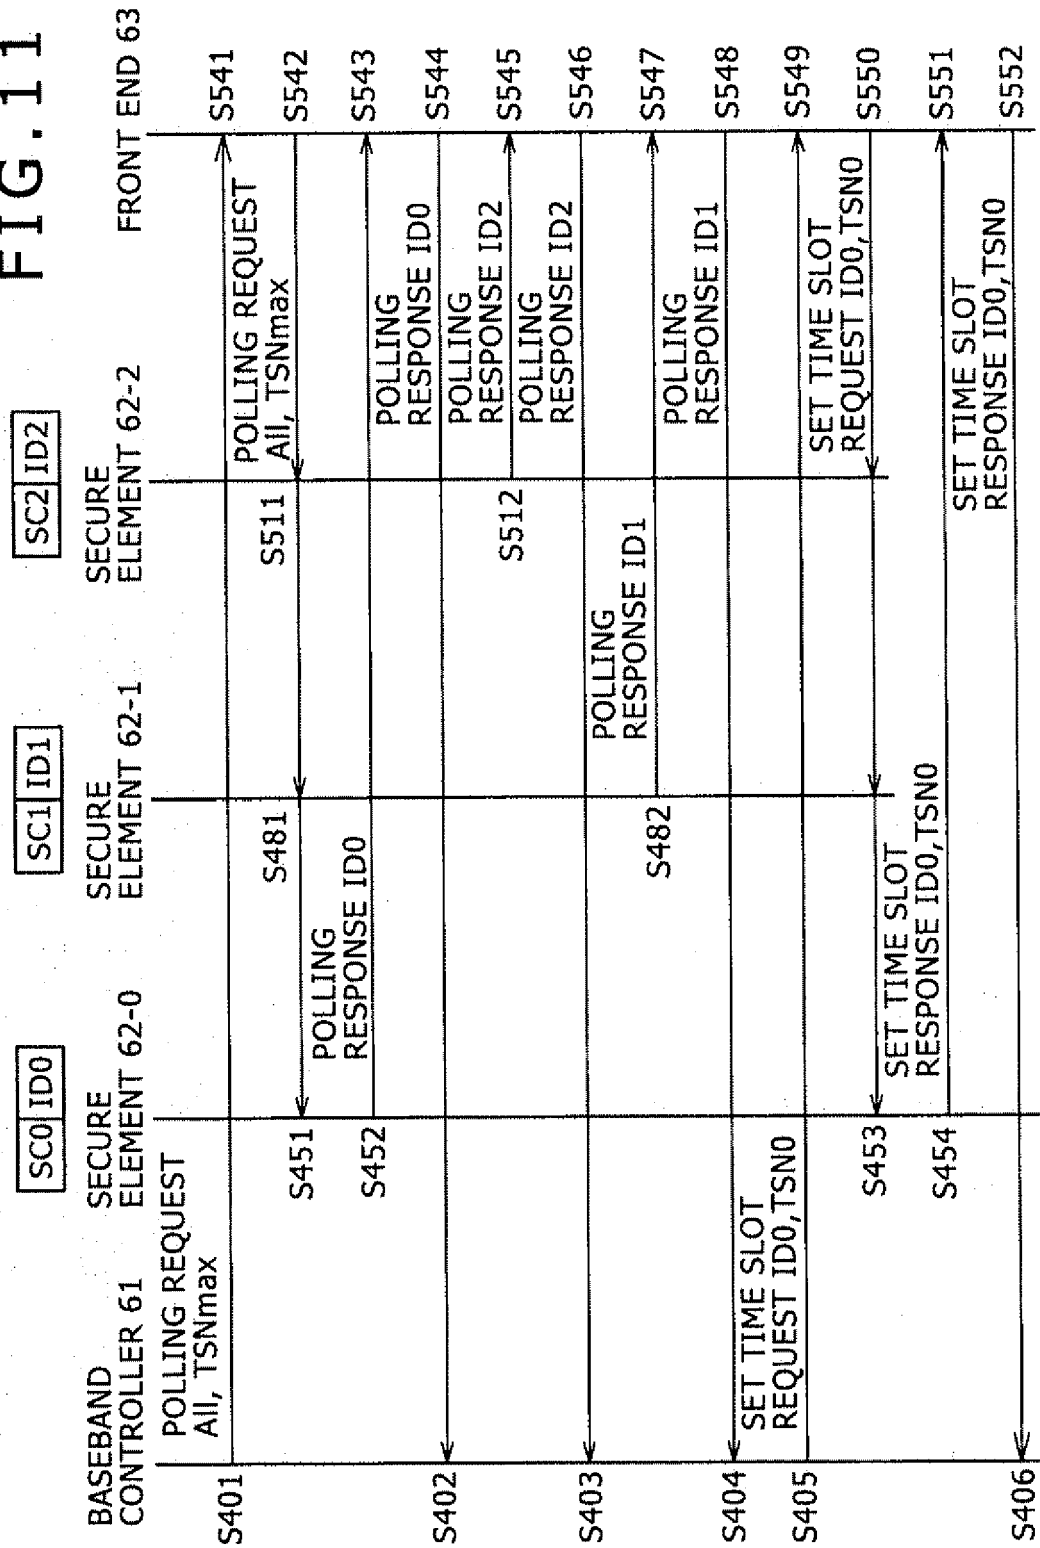 FIG.11
SC0 ID0
SC1 ID1
SC2 ID2
BASEBAND
CONTROLLER 61
SECURE
ELEMENT 62-0
SECURE
ELEMENT 62-1
SECURE
ELEMENT 62-2
FRONT END 63
S401
POLLING REQUEST
All, TSNmax
S541
POLLING REQUEST
All, TSNmax
S542
S511
S481
S451
POLLING
RESPONSE ID0
S452
S543
POLLING
RESPONSE ID0
S544
S402
POLLING
RESPONSE ID2
S512
S545
POLLING
RESPONSE ID2
S546
S403
POLLING
RESPONSE ID1
S482
S547
POLLING
RESPONSE ID1
S548
S404
SET TIME SLOT
REQUEST ID0,TSN0
S405
S549
SET TIME SLOT
REQUEST ID0,TSN0
S550
S453
SET TIME SLOT
RESPONSE ID0,TSN0
S454
S551
SET TIME SLOT
RESPONSE ID0,TSN0
S552
S406